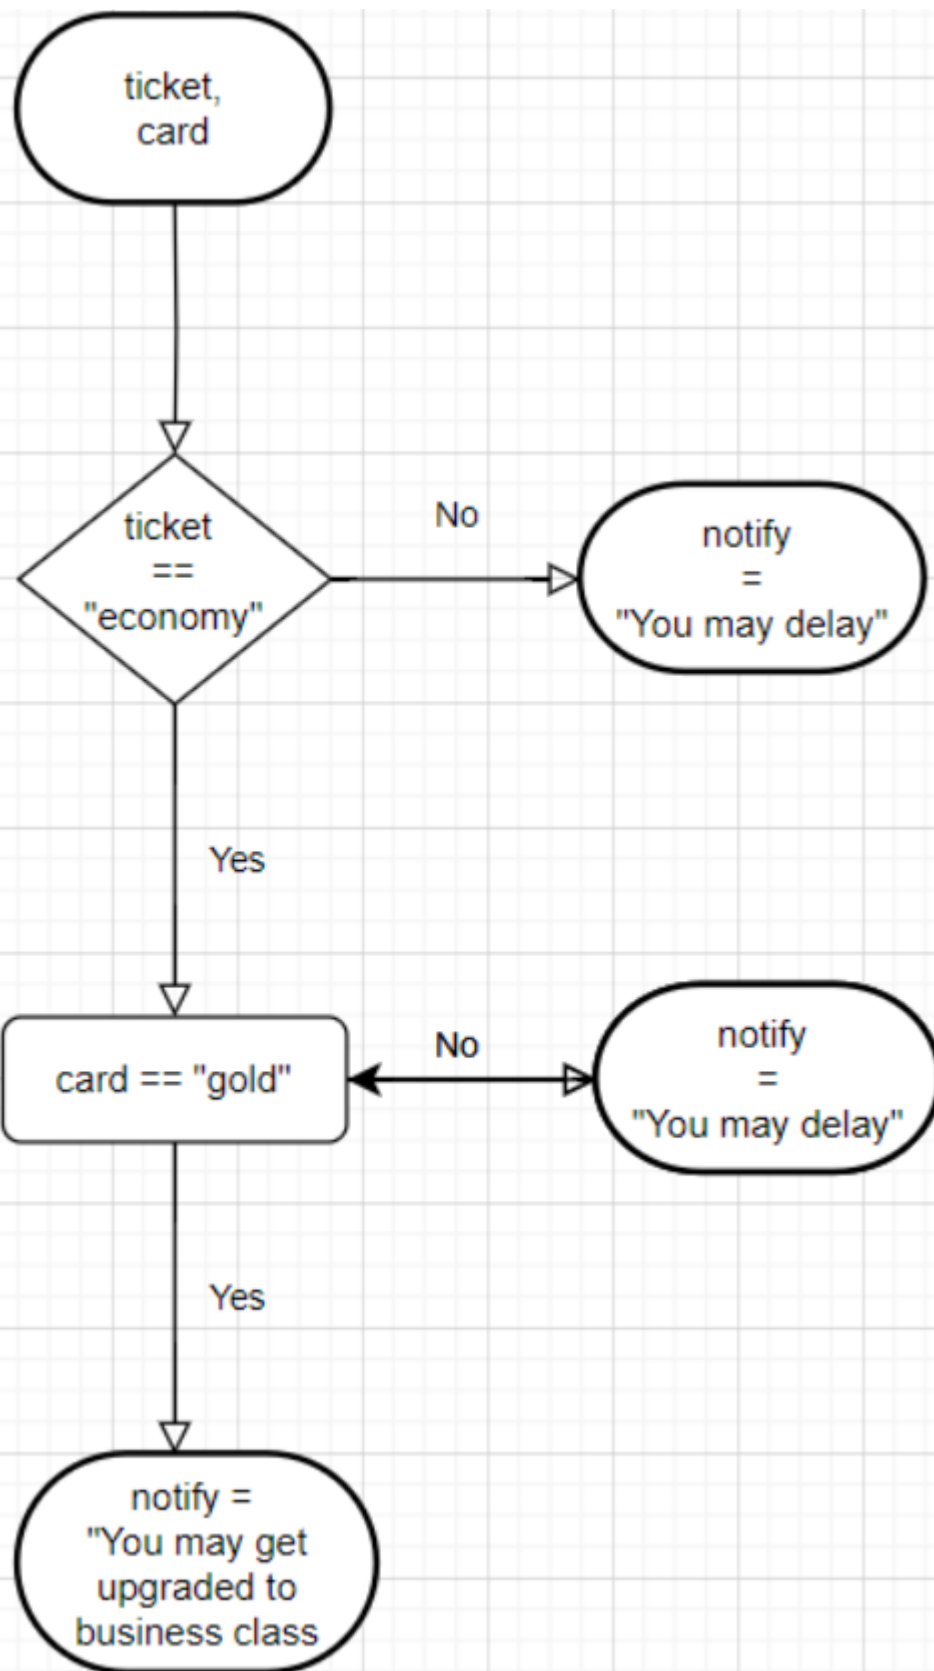 ticket,
card
ticket
==
"economy"
No
notify
=
"You may delay"
Yes
card == "gold"
No
notify
=
"You may delay"
Yes
notify =
"You may get
upgraded to
business class